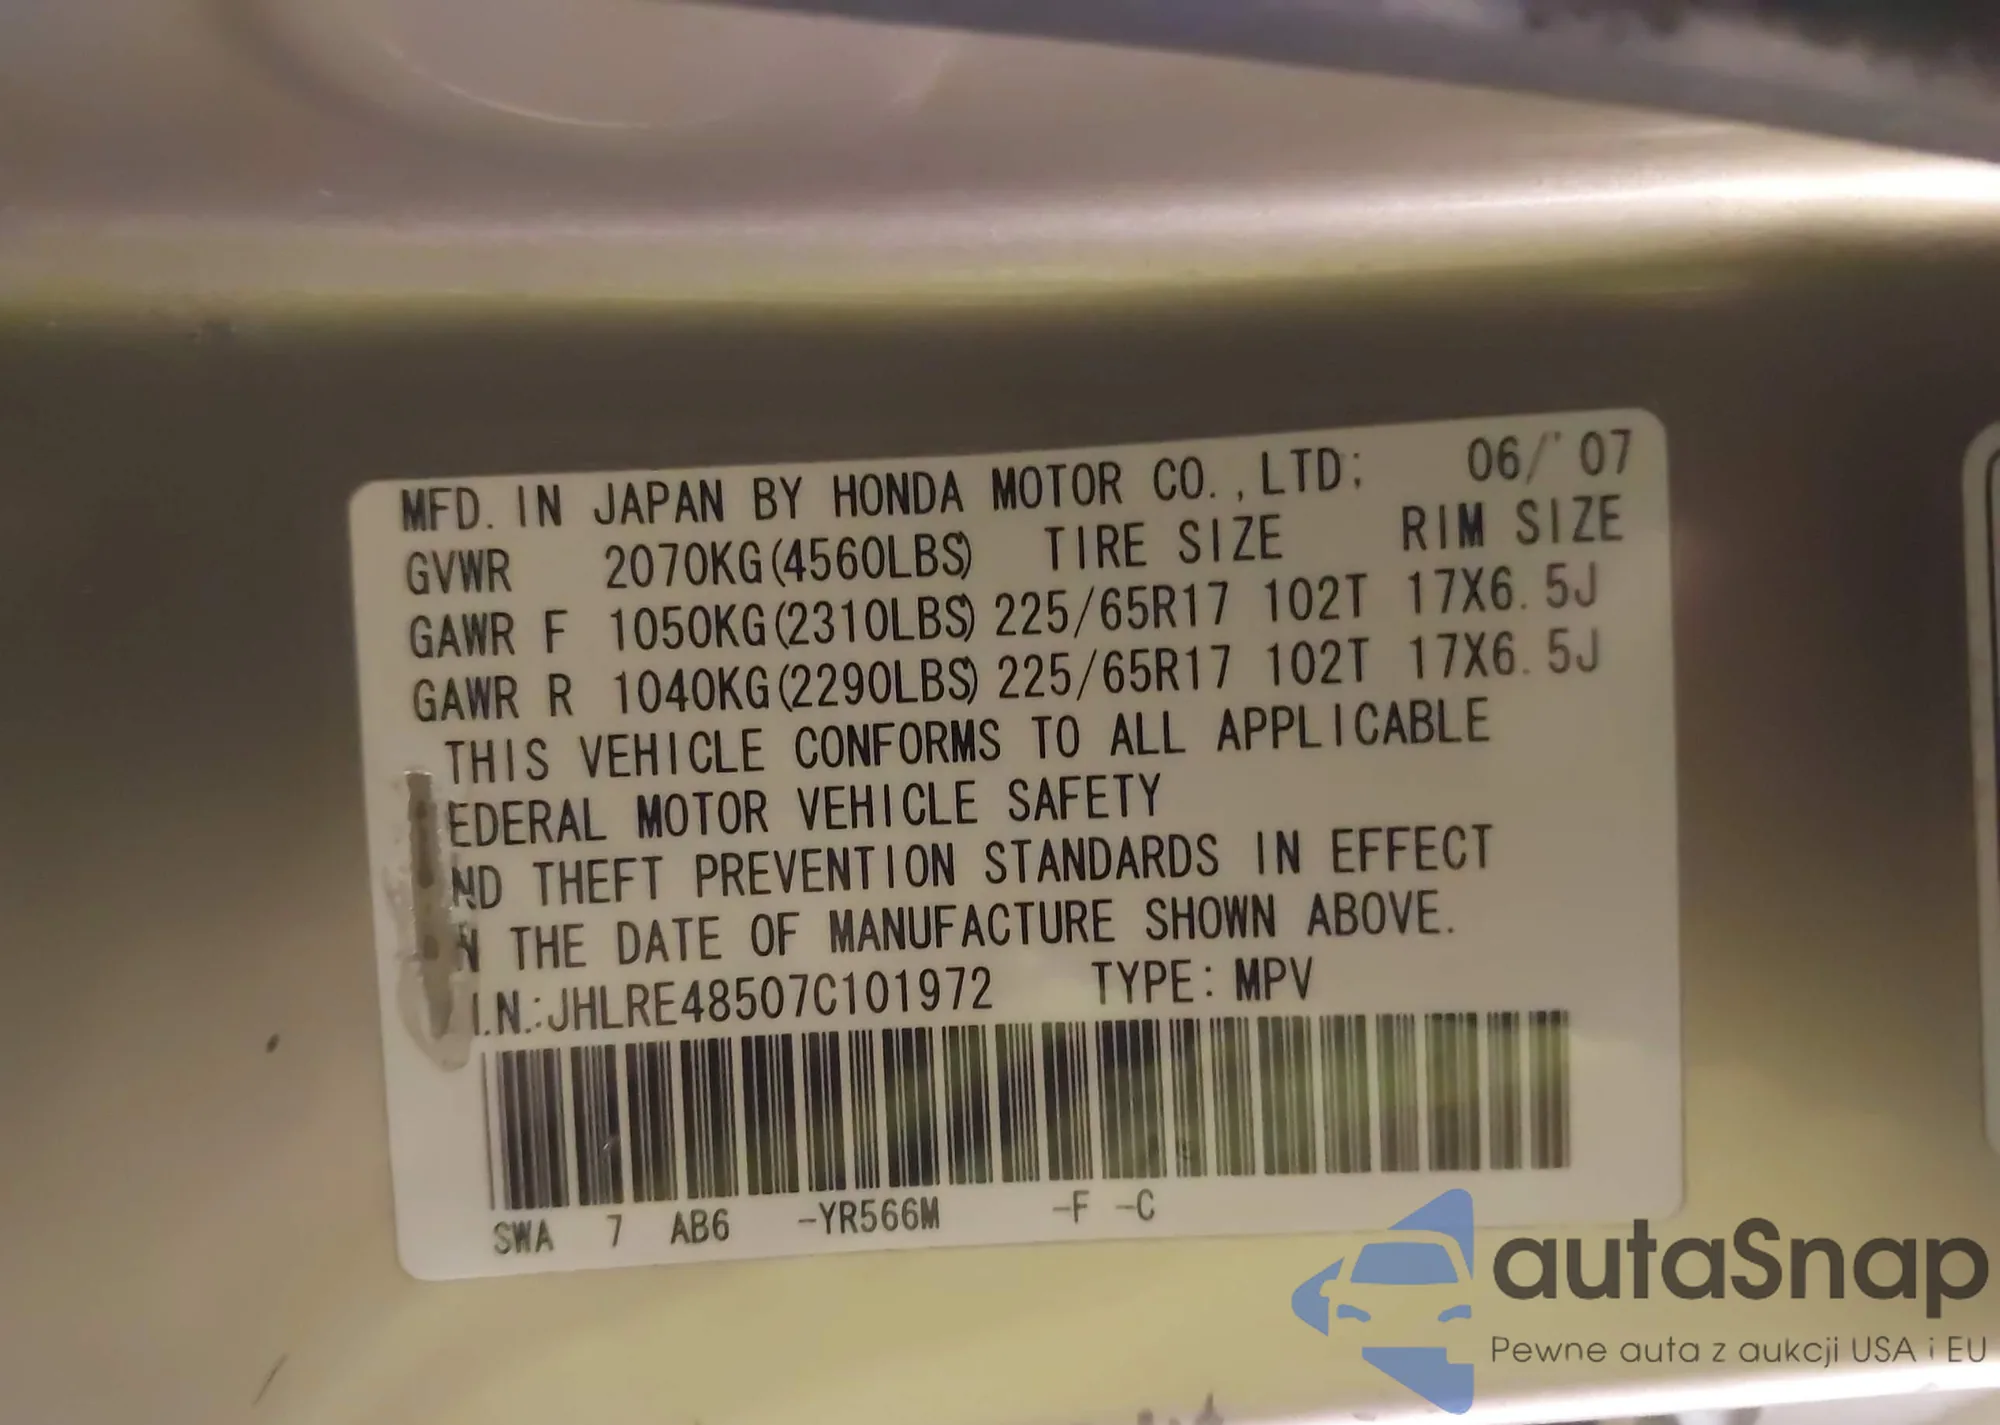 MFD. IN JAPAN BY HONDA MOTOR CO.,LTD; 06/'07
GVWR 2070KG(4560LBS) TIRE SIZE RIM SIZE
GAWR F 1050KG(2310LBS) 225/65R17 102T 17X6.5J
GAWR R 1040KG(2290LBS) 225/65R17 102T 17X6.5J
THIS VEHICLE CONFORMS TO ALL APPLICABLE
EDERAL MOTOR VEHICLE SAFETY
ND THEFT PREVENTION STANDARDS IN EFFECT
N THE DATE OF MANUFACTURE SHOWN ABOVE.
I.N.:JHLRE48507C101972 TYPE: MPV
SWA 7 AB6 -YR566M -F -C
autaSnap
Pewne auta z aukcji USA i EU